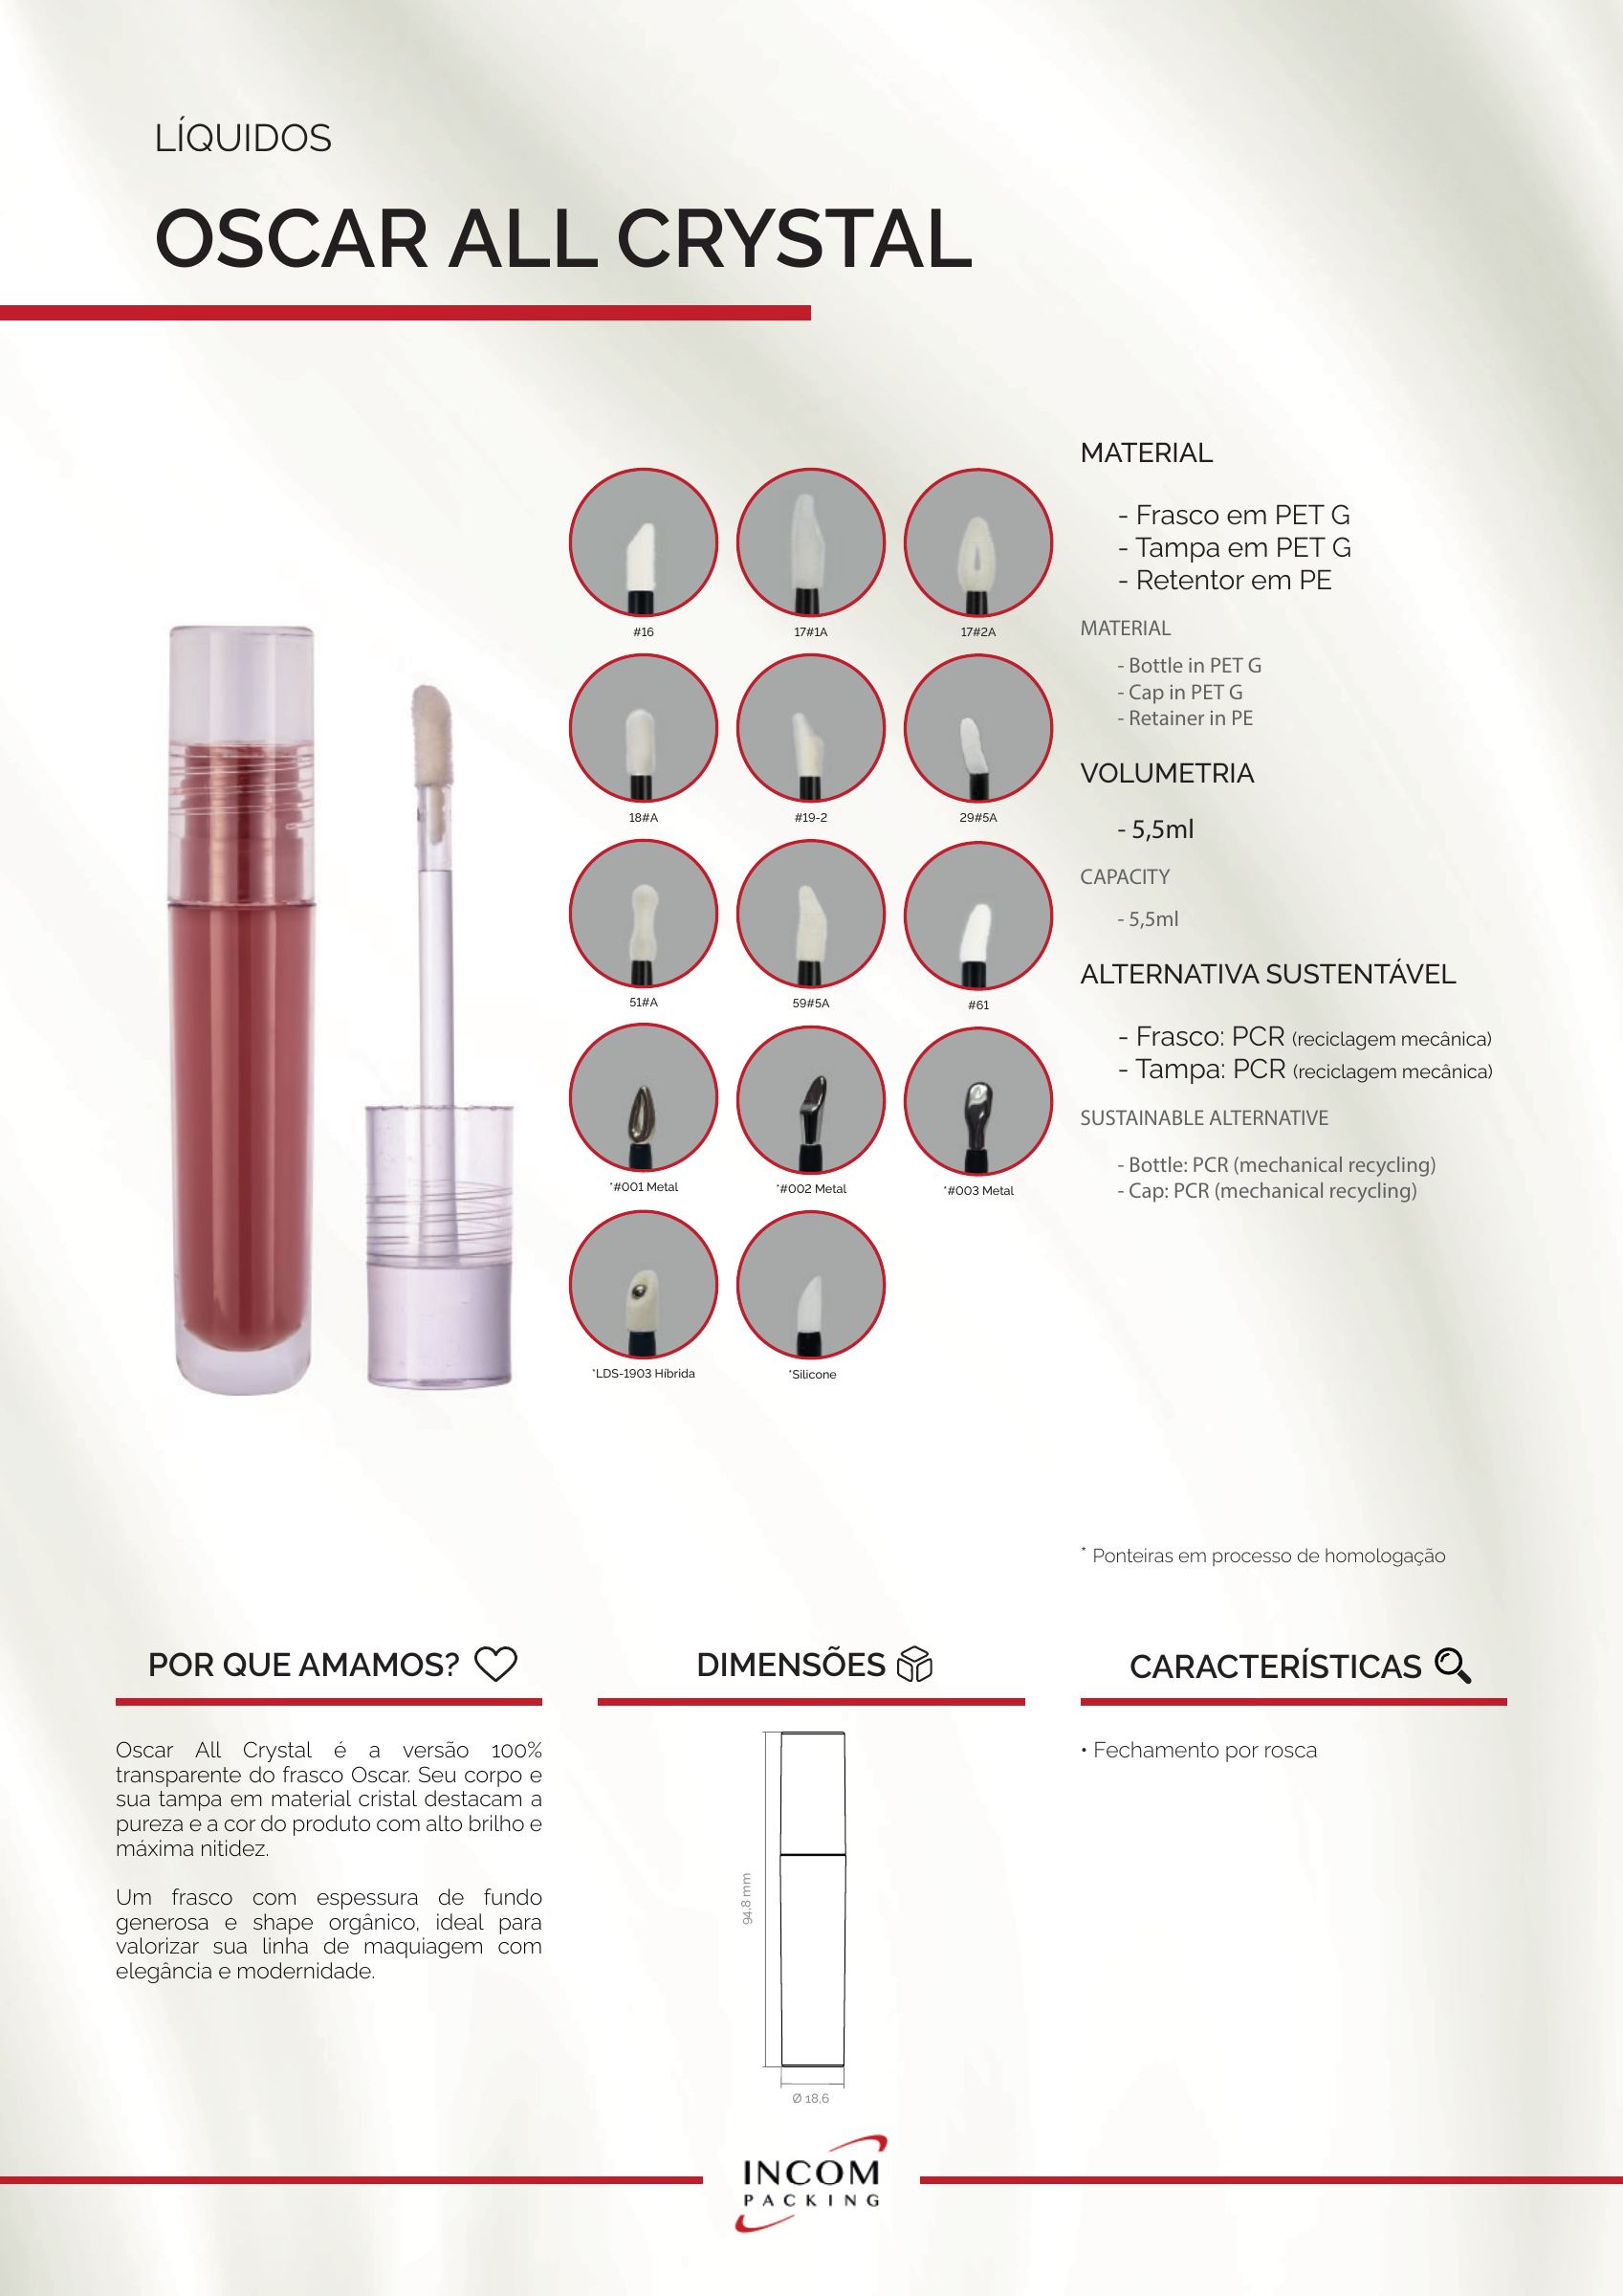 LÍQUIDOS
OSCAR ALL CRYSTAL
#16
17#1A
17#2A
18#A
#19-2
29#5A
51#A
59#5A
#61
*#001 Metal
*#002 Metal
*#003 Metal
*LDS-1903 Híbrida
*Silicone
MATERIAL
- Frasco em PET G
- Tampa em PET G
- Retentor em PE
MATERIAL
- Bottle in PET G
- Cap in PET G
- Retainer in PE
VOLUMETRIA
- 5,5ml
CAPACITY
- 5,5ml
ALTERNATIVA SUSTENTÁVEL
- Frasco: PCR (reciclagem mecânica)
- Tampa: PCR (reciclagem mecânica)
SUSTAINABLE ALTERNATIVE
- Bottle: PCR (mechanical recycling)
- Cap: PCR (mechanical recycling)
* Ponteiras em processo de homologação
POR QUE AMAMOS?
Oscar All Crystal é a versão 100%
transparente do frasco Oscar. Seu corpo e
sua tampa em material cristal destacam a
pureza e a cor do produto com alto brilho e
máxima nitidez.
Um frasco com espessura de fundo
generosa e shape orgânico, ideal para
valorizar sua linha de maquiagem com
elegância e modernidade.
DIMENSÕES
94,8 mm
Ø 18,6
CARACTERÍSTICAS
• Fechamento por rosca
INCOM
PACKING